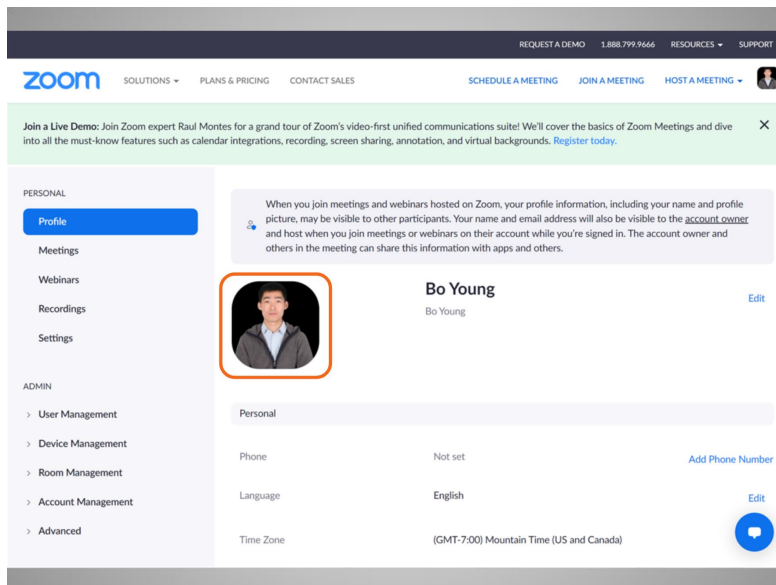 REQUEST A DEMO 1.888.799.9666 RESOURCES SUPPORT
zoom SOLUTIONS PLANS & PRICING CONTACT SALES SCHEDULE A MEETING JOIN A MEETING HOST A MEETING
Join a Live Demo: Join Zoom expert Raul Montes for a grand tour of Zoom's video-first unified communications suite! We'll cover the basics of Zoom Meetings and dive
into all the must-know features such as calendar integrations, recording, screen sharing, annotation, and virtual backgrounds. Register today.
PERSONAL
Profile
Meetings
Webinars
Recordings
Settings
ADMIN
User Management
Device Management
Room Management
Account Management
Advanced
When you join meetings and webinars hosted on Zoom, your profile information, including your name and profile
picture, may be visible to other participants. Your name and email address will also be visible to the account owner
and host when you join meetings or webinars on their account while you're signed in. The account owner and
others in the meeting can share this information with apps and others.
Bo Young
Bo Young
Edit
Personal
Phone Not set Add Phone Number
Language English Edit
Time Zone (GMT-7:00) Mountain Time (US and Canada)